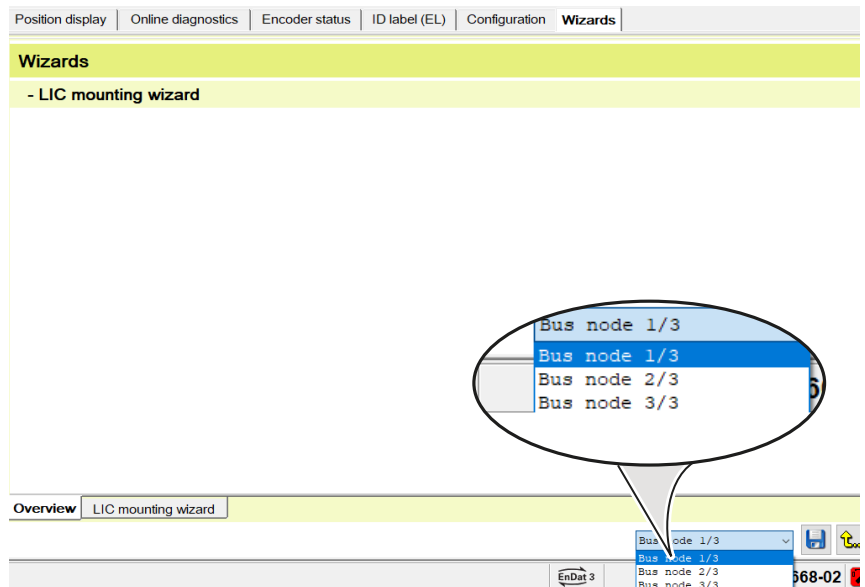 Position display Online diagnostics Encoder status ID label (EL) Configuration Wizards
Wizards
- LIC mounting wizard
Bus node 1/3
Bus node 1/3
Bus node 2/3
Bus node 3/3
Overview LIC mounting wizard
Bus node 1/3
Bus node 1/3
Bus node 2/3
Bus node 3/3
EnDat 3
668-02